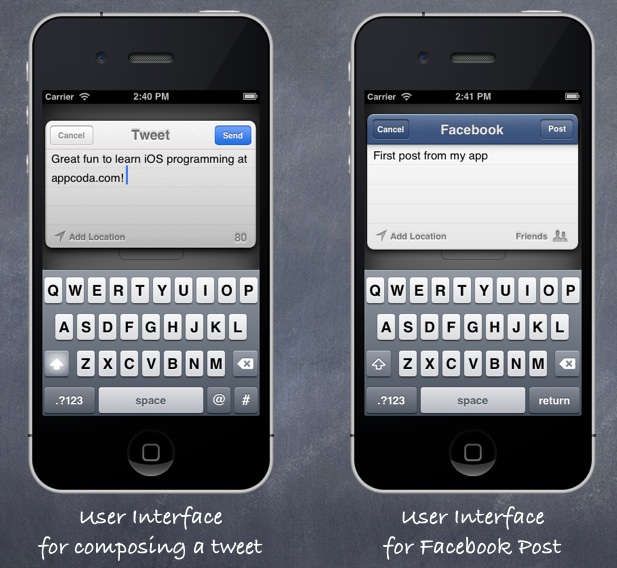 Carrier 2:40 PM
Cancel Tweet Send
Great fun to learn iOS programming at
appcoda.com!
Add Location 80
Q W E R T Y U I O P
A S D F G H J K L
Z X C V B N M
.?123 space @ #
User Interface
for composing a tweet
Carrier 2:41 PM
Cancel Facebook Post
First post from my app
Add Location Friends
Q W E R T Y U I O P
A S D F G H J K L
Z X C V B N M
.?123 space return
User Interface
for Facebook Post